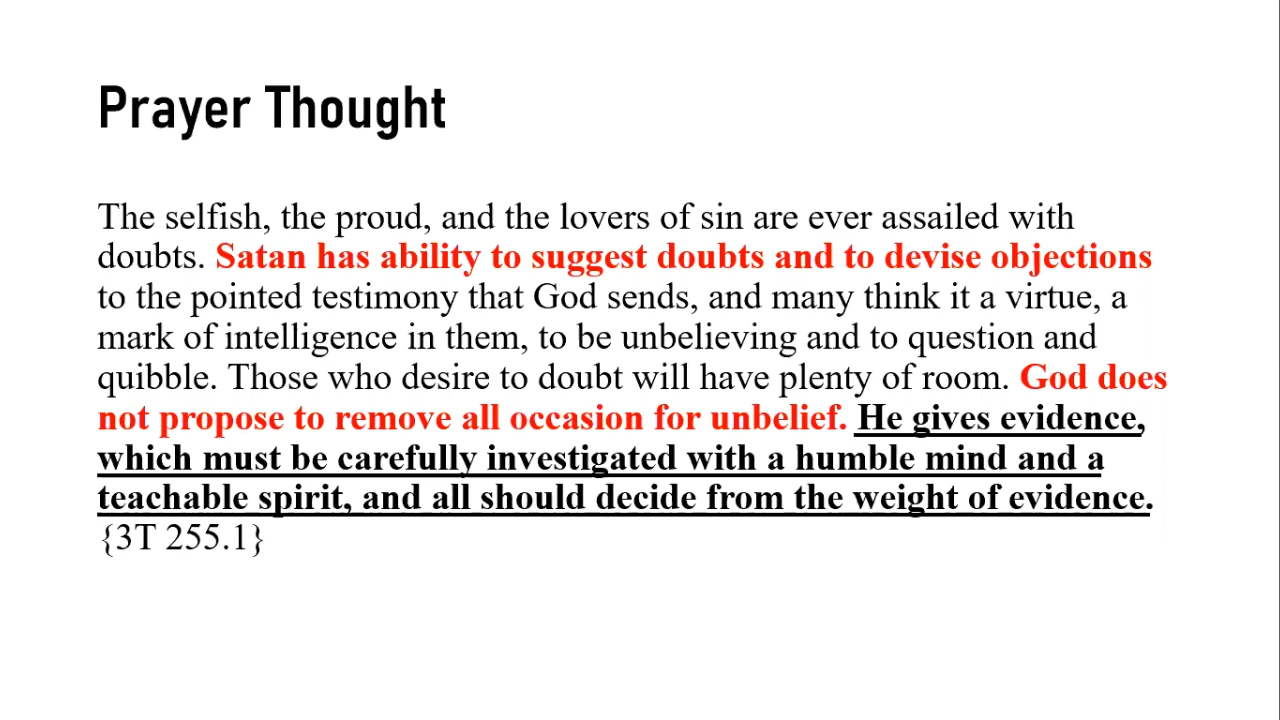 Prayer Thought
The selfish, the proud, and the lovers of sin are ever assailed with
doubts. Satan has ability to suggest doubts and to devise objections
to the pointed testimony that God sends, and many think it a virtue, a
mark of intelligence in them, to be unbelieving and to question and
quibble. Those who desire to doubt will have plenty of room. God does
not propose to remove all occasion for unbelief. He gives evidence,
which must be carefully investigated with a humble mind and a
teachable spirit, and all should decide from the weight of evidence.
{3T 255.1}